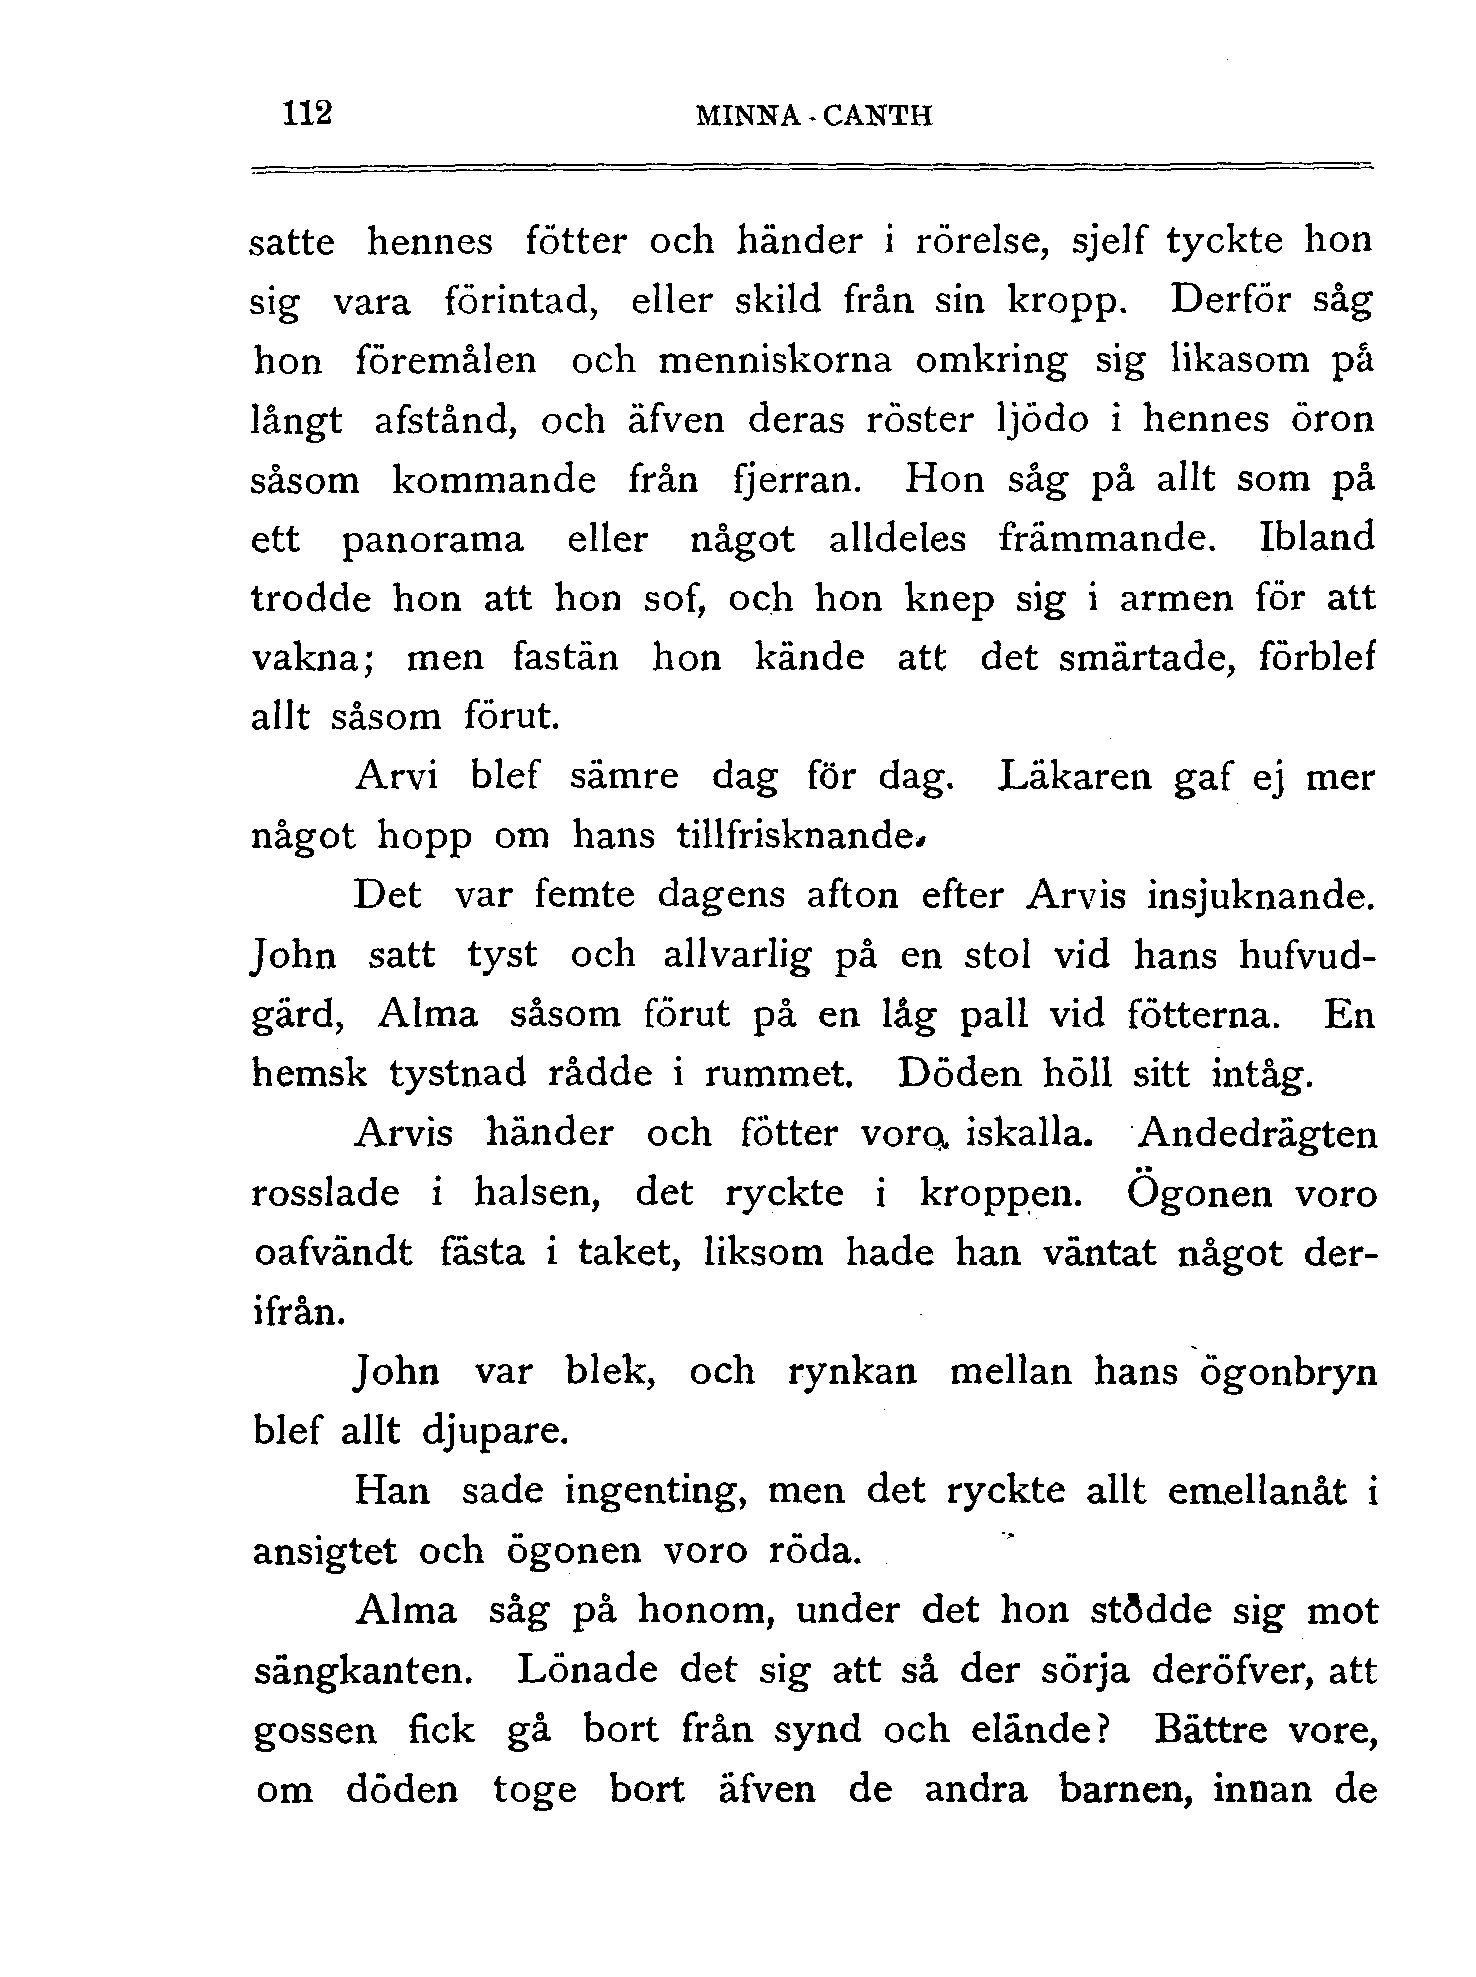 112 MINNA CANTH
satte hennes fötter och händer i rörelse, sjelf tyckte hon
sig vara förintad, eller skild från sin kropp. Derför såg
hon föremålen och menniskorna omkring sig likasom på
långt afstånd, och äfven deras röster ljödo i hennes öron
såsom kommande från fjerran. Hon såg på allt som på
ett panorama eller något alldeles främmande. Ibland
trodde hon att hon sof, och hon knep sig i armen för att
vakna; men fastän hon kände att det smärtade, förblef
allt såsom förut.
Arvi blef sämre dag för dag. Läkaren gaf ej mer
något hopp om hans tillfrisknande.
Det var femte dagens afton efter Arvis insjuknande.
John satt tyst och allvarlig på en stol vid hans hufvud-
gärd, Alma såsom förut på en låg pall vid fötterna. En
hemsk tystnad rådde i rummet. Döden höll sitt intåg.
Arvis händer och fötter voro iskalla. Andedrägten
rosslade i halsen, det ryckte i kroppen. Ögonen voro
oafvändt fästa i taket, liksom hade han väntat något der-
ifrån.
John var blek, och rynkan mellan hans ögonbryn
blef allt djupare.
Han sade ingenting, men det ryckte allt emellanåt i
ansigtet och ögonen voro röda.
Alma såg på honom, under det hon stödde sig mot
sängkanten. Lönade det sig att så der sörja deröfver, att
gossen fick gå bort från synd och elände? Bättre vore,
om döden toge bort äfven de andra barnen, innan de